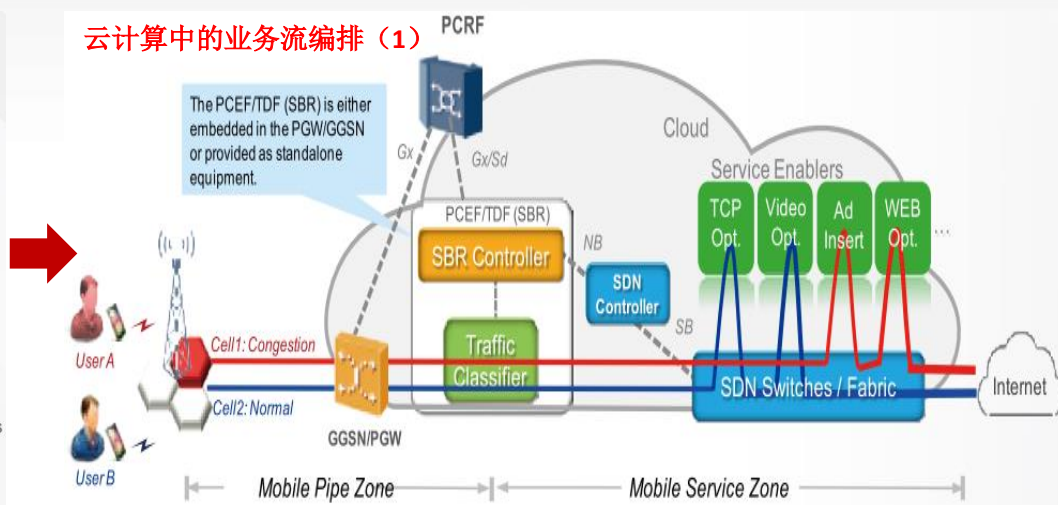 云计算中的业务流编排（1）
PCRF
The PCEF/TDF (SBR) is either
embedded in the PGW/GGSN
or provided as standalone
equipment.
Gx
Gx/Sd
Cloud
Service Enablers
TCP
Opt.
Video
Opt.
Ad
Insert
WEB
Opt.
...
PCEF/TDF (SBR)
SBR Controller
NB
SDN
Controller
SB
Traffic
Classifier
SDN Switches / Fabric
Internet
User A
Cell1: Congestion
Cell2: Normal
User B
GGSN/PGW
Mobile Pipe Zone
Mobile Service Zone
s